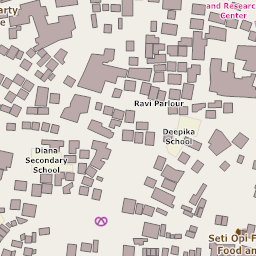 arty
and Research
Center
Ravi Parlour
Deepika
School
Diana
Secondary
School
Seti Opi F
Food an